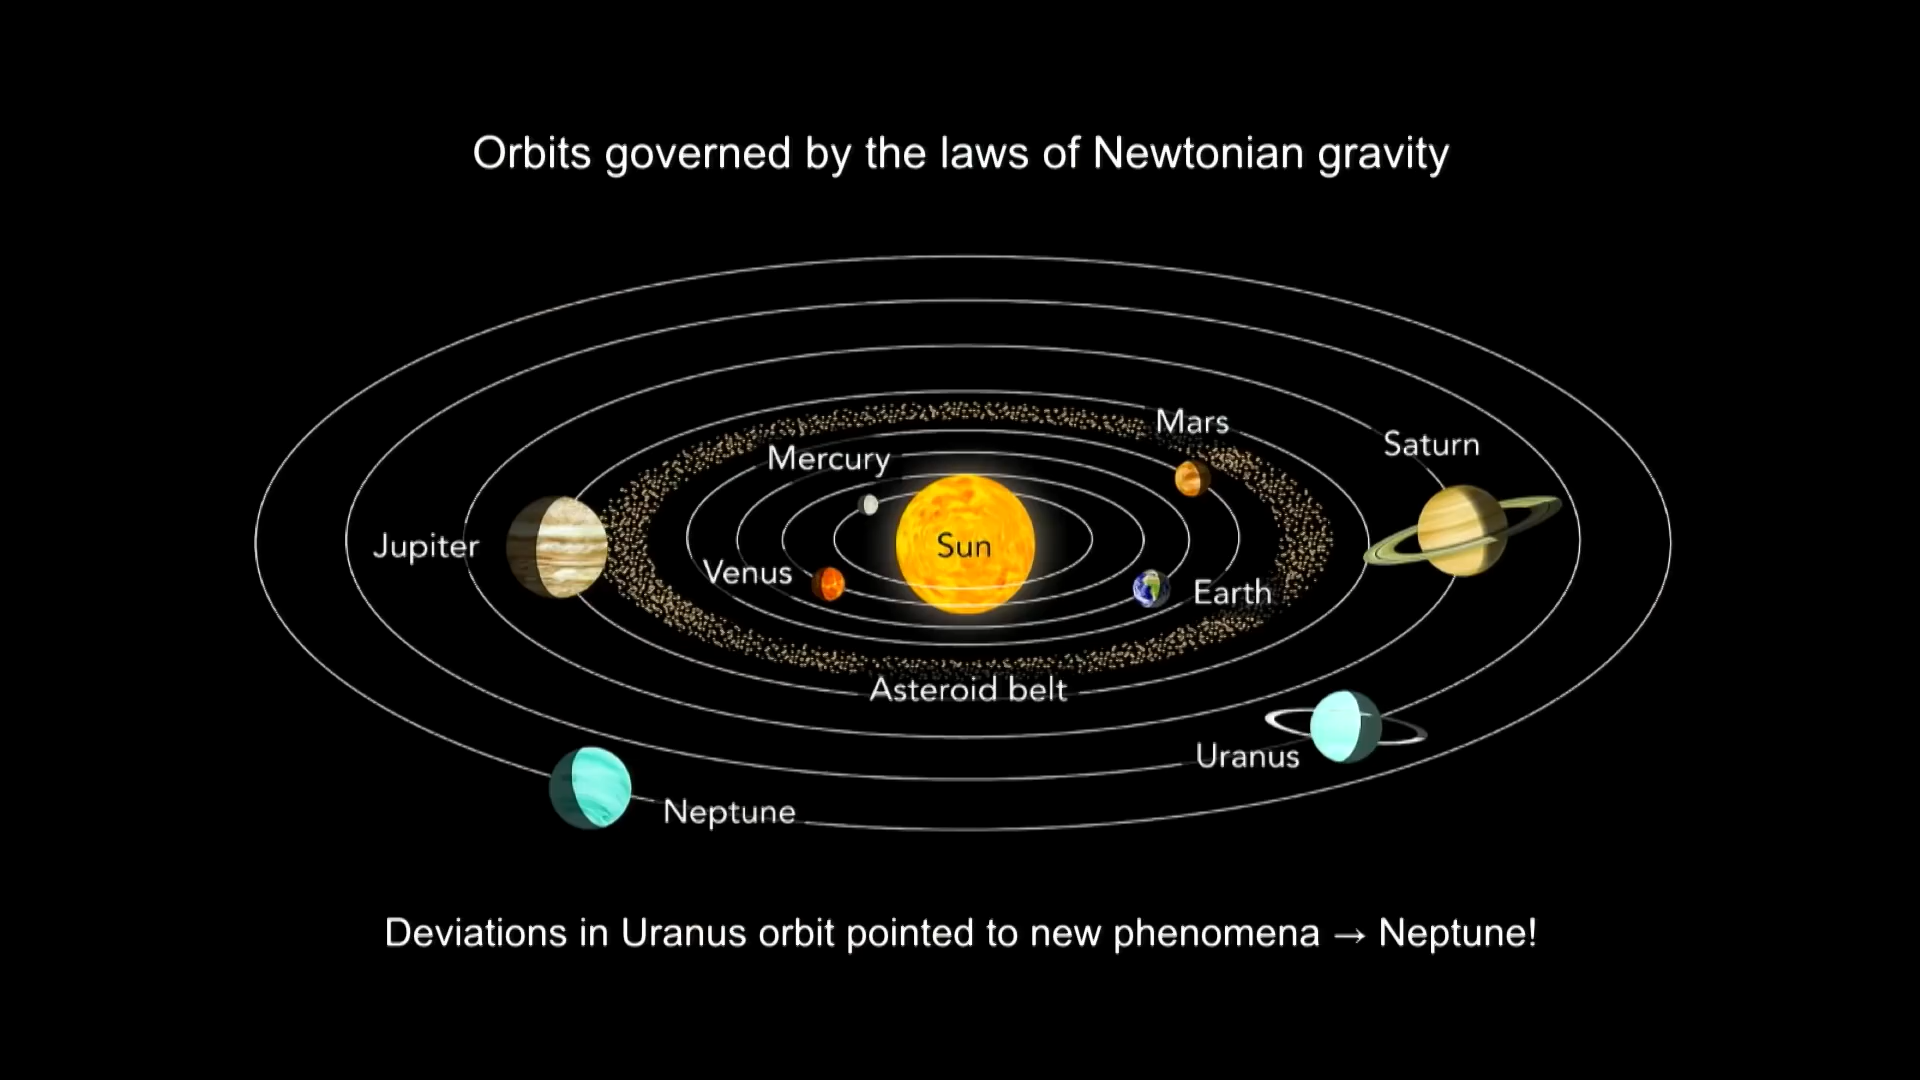 Orbits governed by the laws of Newtonian gravity
Mars
Saturn
Mercury
Jupiter
Sun
Venus
Earth
Asteroid belt
Uranus
Neptune
Deviations in Uranus orbit pointed to new phenomena → Neptune!